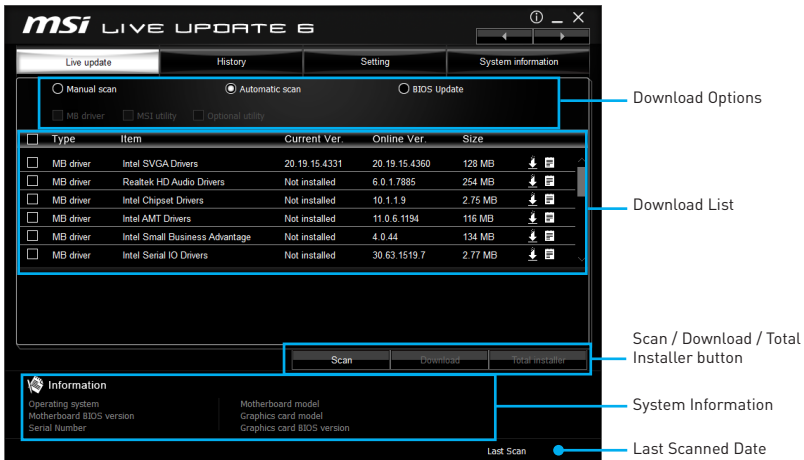 msi LIVE UPDATE 6
Live update History Setting System information
Manual scan Automatic scan BIOS Update
MB driver MSI utility Optional utility
Download Options
Type Item Current Ver. Online Ver. Size
MB driver Intel SVGA Drivers 20.19.15.4331 20.19.15.4360 128 MB
MB driver Realtek HD Audio Drivers Not installed 6.0.1.7885 254 MB
MB driver Intel Chipset Drivers Not installed 10.1.1.9 2.75 MB
Download List
MB driver Intel AMT Drivers Not installed 11.0.6.1194 116 MB
MB driver Intel Small Business Advantage Not installed 4.0.44 134 MB
MB driver Intel Serial IO Drivers Not installed 30.63.1519.7 2.77 MB
Scan Download Total installer
Scan / Download / Total
Installer button
Information
Operating system Motherboard model
Motherboard BIOS version Graphics card model
Serial Number Graphics card BIOS version
System Information
Last Scan
Last Scanned Date